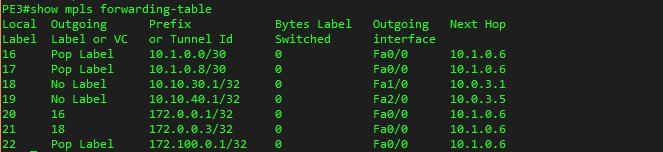 PE3#show mpls forwarding-table
Local Outgoing Prefix Bytes Label Outgoing Next Hop
Label Label or VC or Tunnel Id Switched interface
16 Pop Label 10.1.0.0/30 0 Fa0/0 10.1.0.6
17 Pop Label 10.1.0.8/30 0 Fa0/0 10.1.0.6
18 No Label 10.10.30.1/32 0 Fa1/0 10.0.3.1
19 No Label 10.10.40.1/32 0 Fa2/0 10.0.3.5
20 16 172.0.0.1/32 0 Fa0/0 10.1.0.6
21 18 172.0.0.3/32 0 Fa0/0 10.1.0.6
22 Pop Label 172.100.0.1/32 0 Fa0/0 10.1.0.6